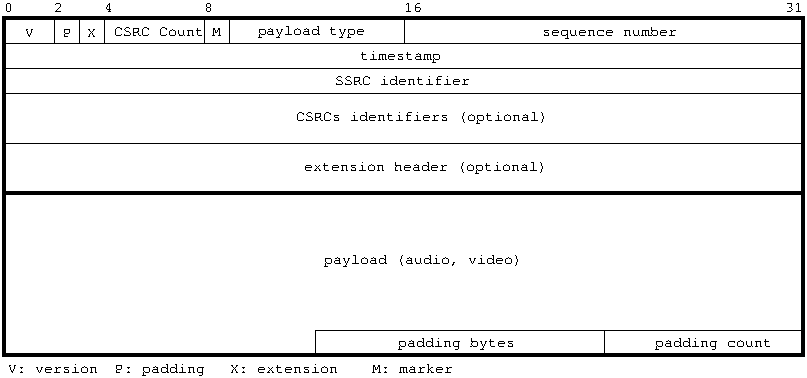 0 2 4 8 16 31
V P X CSRC Count M payload type sequence number
timestamp
SSRC identifier
CSRCs identifiers (optional)
extension header (optional)
payload (audio, video)
padding bytes padding count
V: version P: padding X: extension M: marker